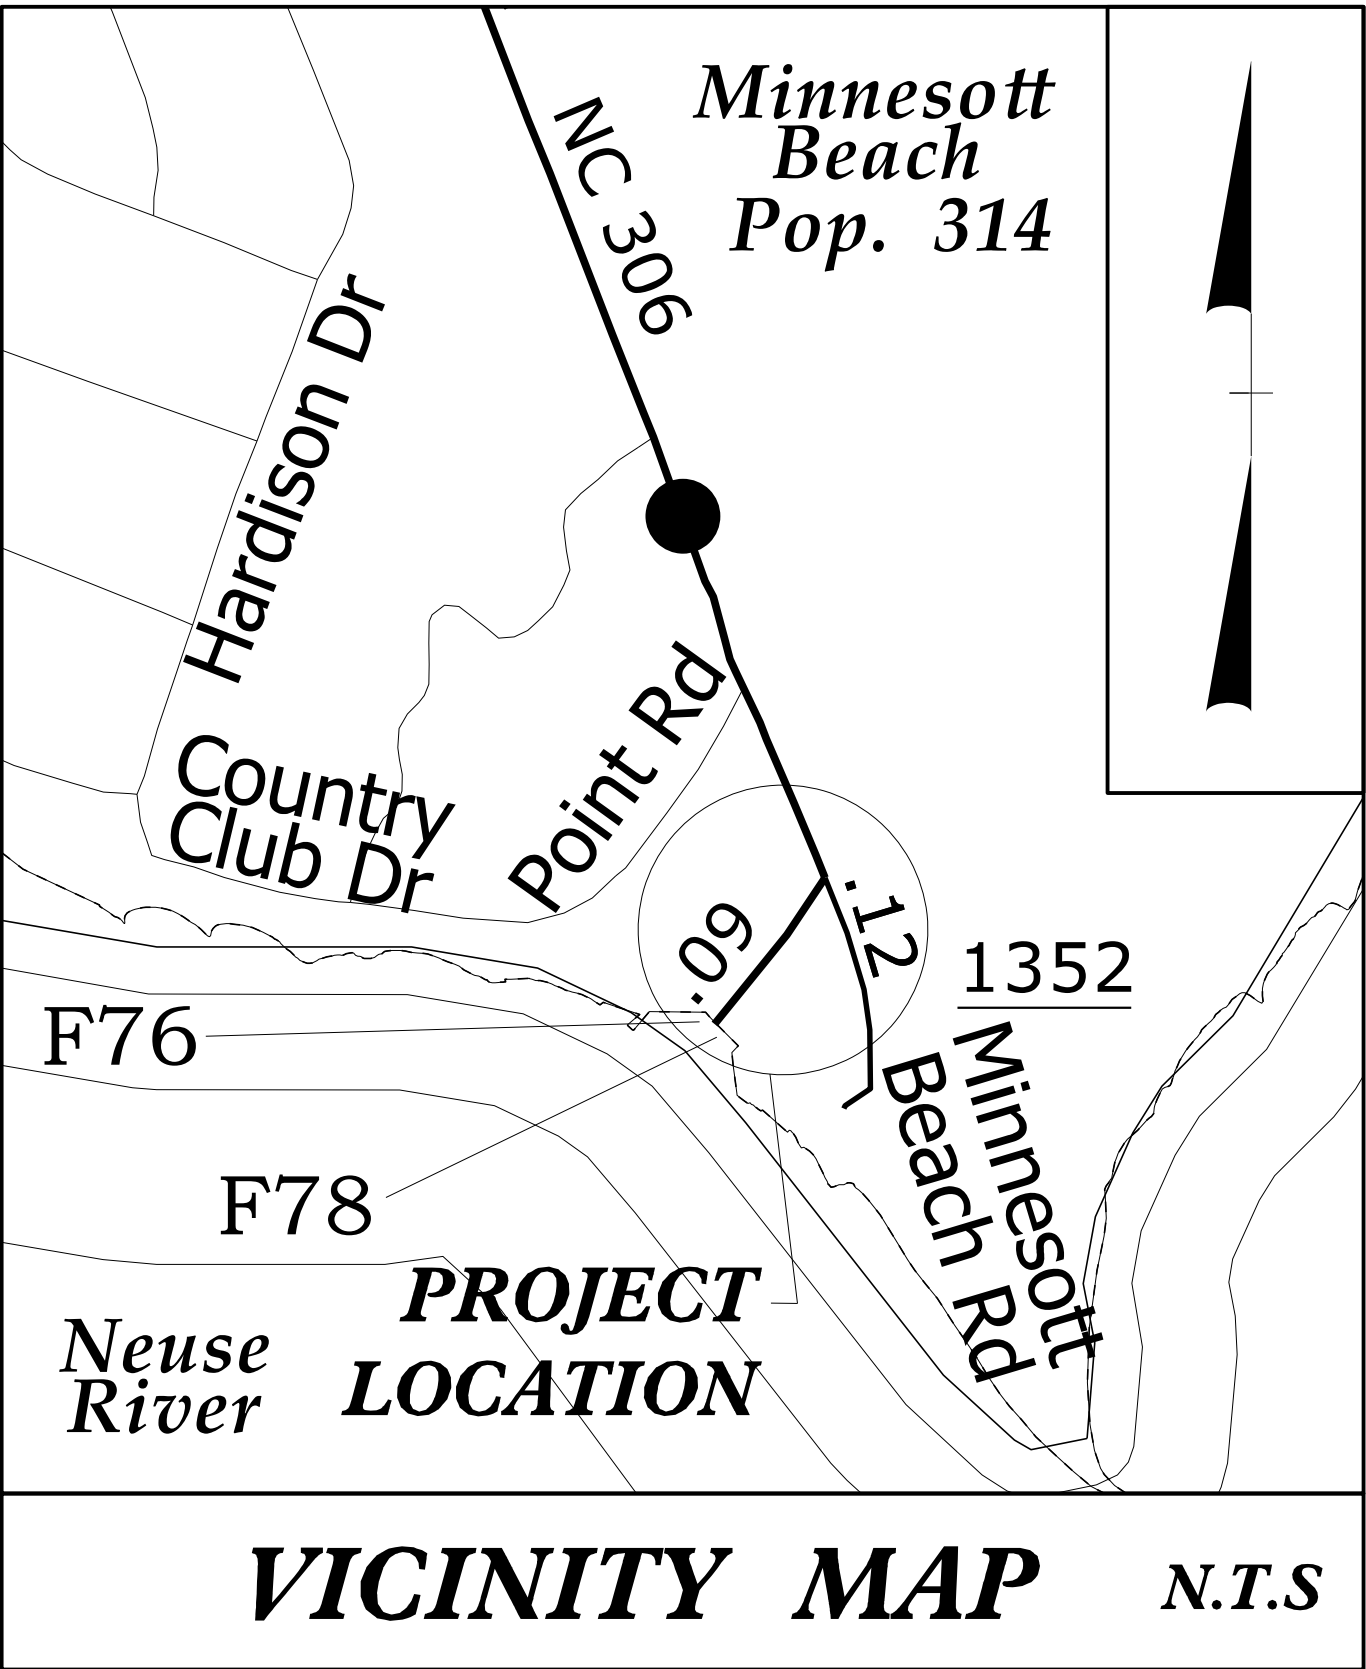 Minnesott
Beach
Pop. 314
NC 306
Hardison Dr
Point Rd
Country
Club Dr
.09
.12
1352
F76
Minnesott
Beach Rd
F78
PROJECT
LOCATION
Neuse
River
VICINITY MAP N.T.S